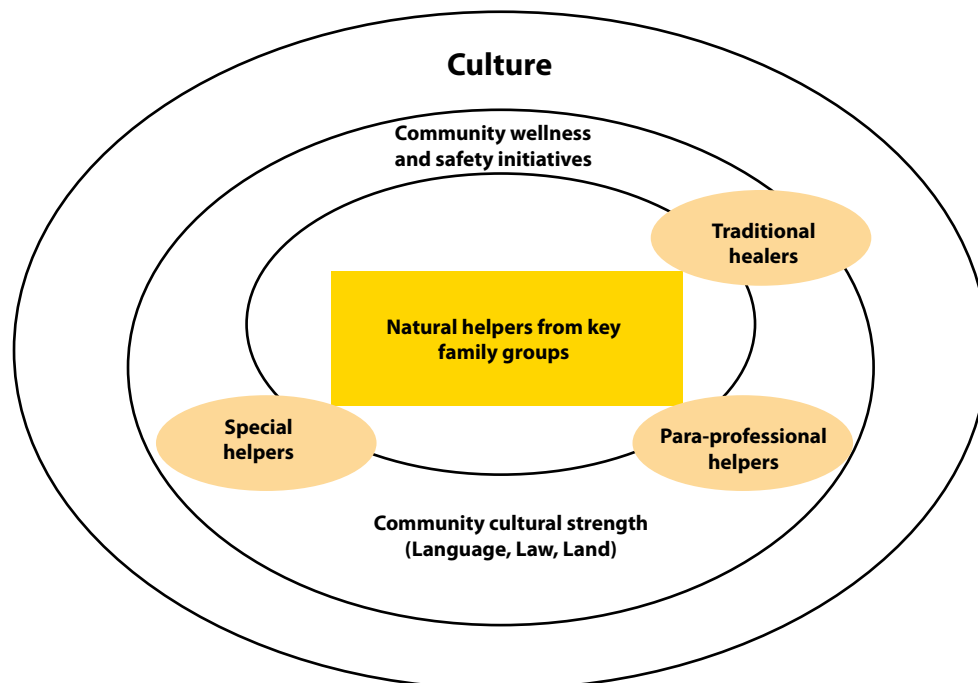 Culture
Community wellness
and safety initiatives
Traditional
healers
Natural helpers from key
family groups
Special
helpers
Para-professional
helpers
Community cultural strength
(Language, Law, Land)